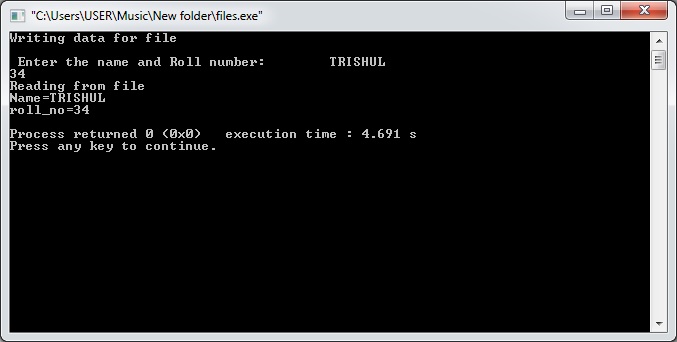 "C:\Users\USER\Music\New folder\files.exe"
Writing data for file
Enter the name and Roll number:        TRISHUL
34
Reading from file
Name=TRISHUL
roll_no=34
Process returned 0 (0x0)   execution time : 4.691 s
Press any key to continue.